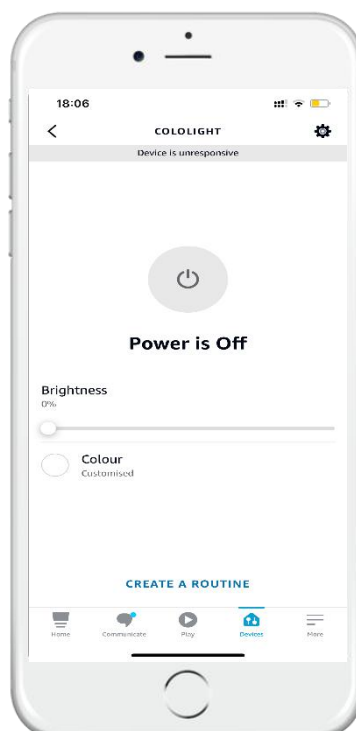 18:06
COLOLIGHT
Device is unresponsive
Power is Off
Brightness
0%
Colour
Customised
CREATE A ROUTINE
Home Communicate Play Devices More